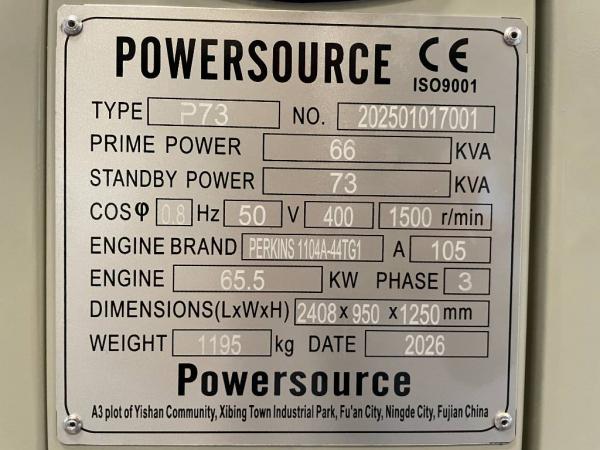 POWERSOURCE CE
ISO9001
TYPE P73 NO. 202501017001
PRIME POWER 66 KVA
STANDBY POWER 73 KVA
COSφ 0.8 Hz 50 V 400 1500 r/min
ENGINE BRAND PERKINS 1104A-44TG1 A 105
ENGINE 65.5 KW PHASE 3
DIMENSIONS(LxWxH) 2408 x 950 x 1250 mm
WEIGHT 1195 kg DATE 2026
Powersource
A3 plot of Yishan Community, Xibing Town Industrial Park, Fu'an City, Ningde City, Fujian China